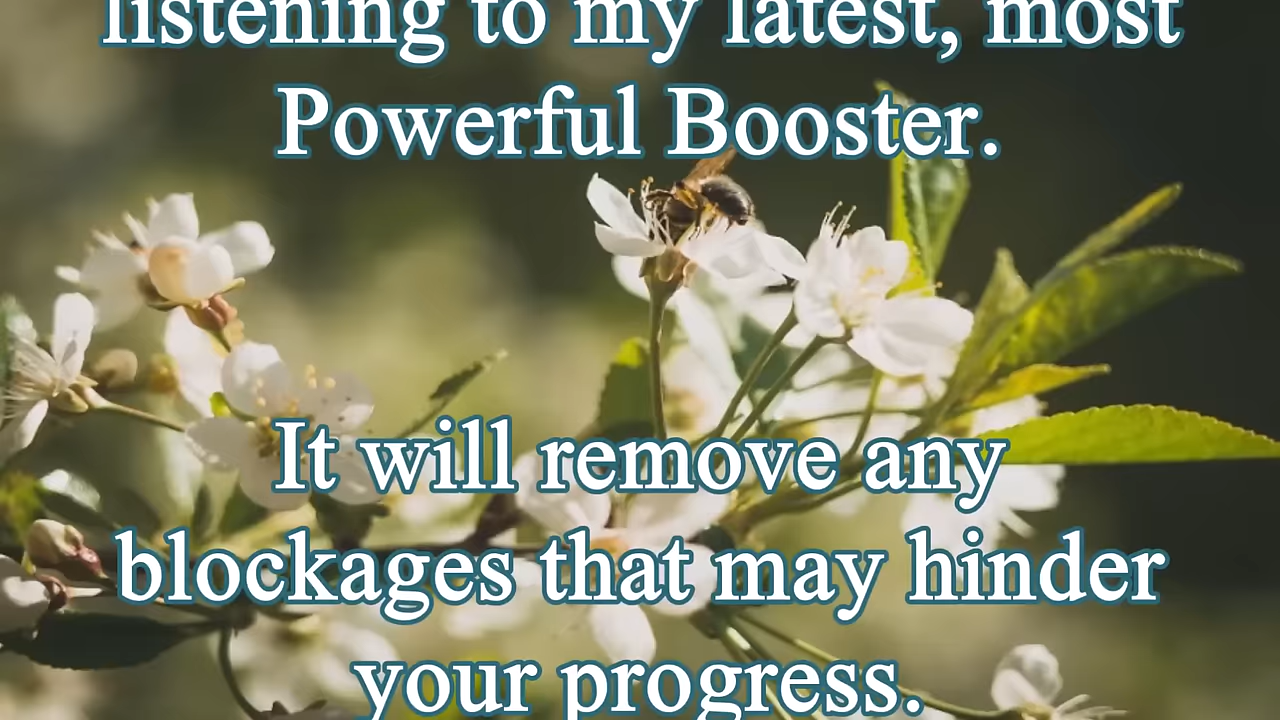 listening to my latest, most
Powerful Booster.
It will remove any
blockages that may hinder
your progress.